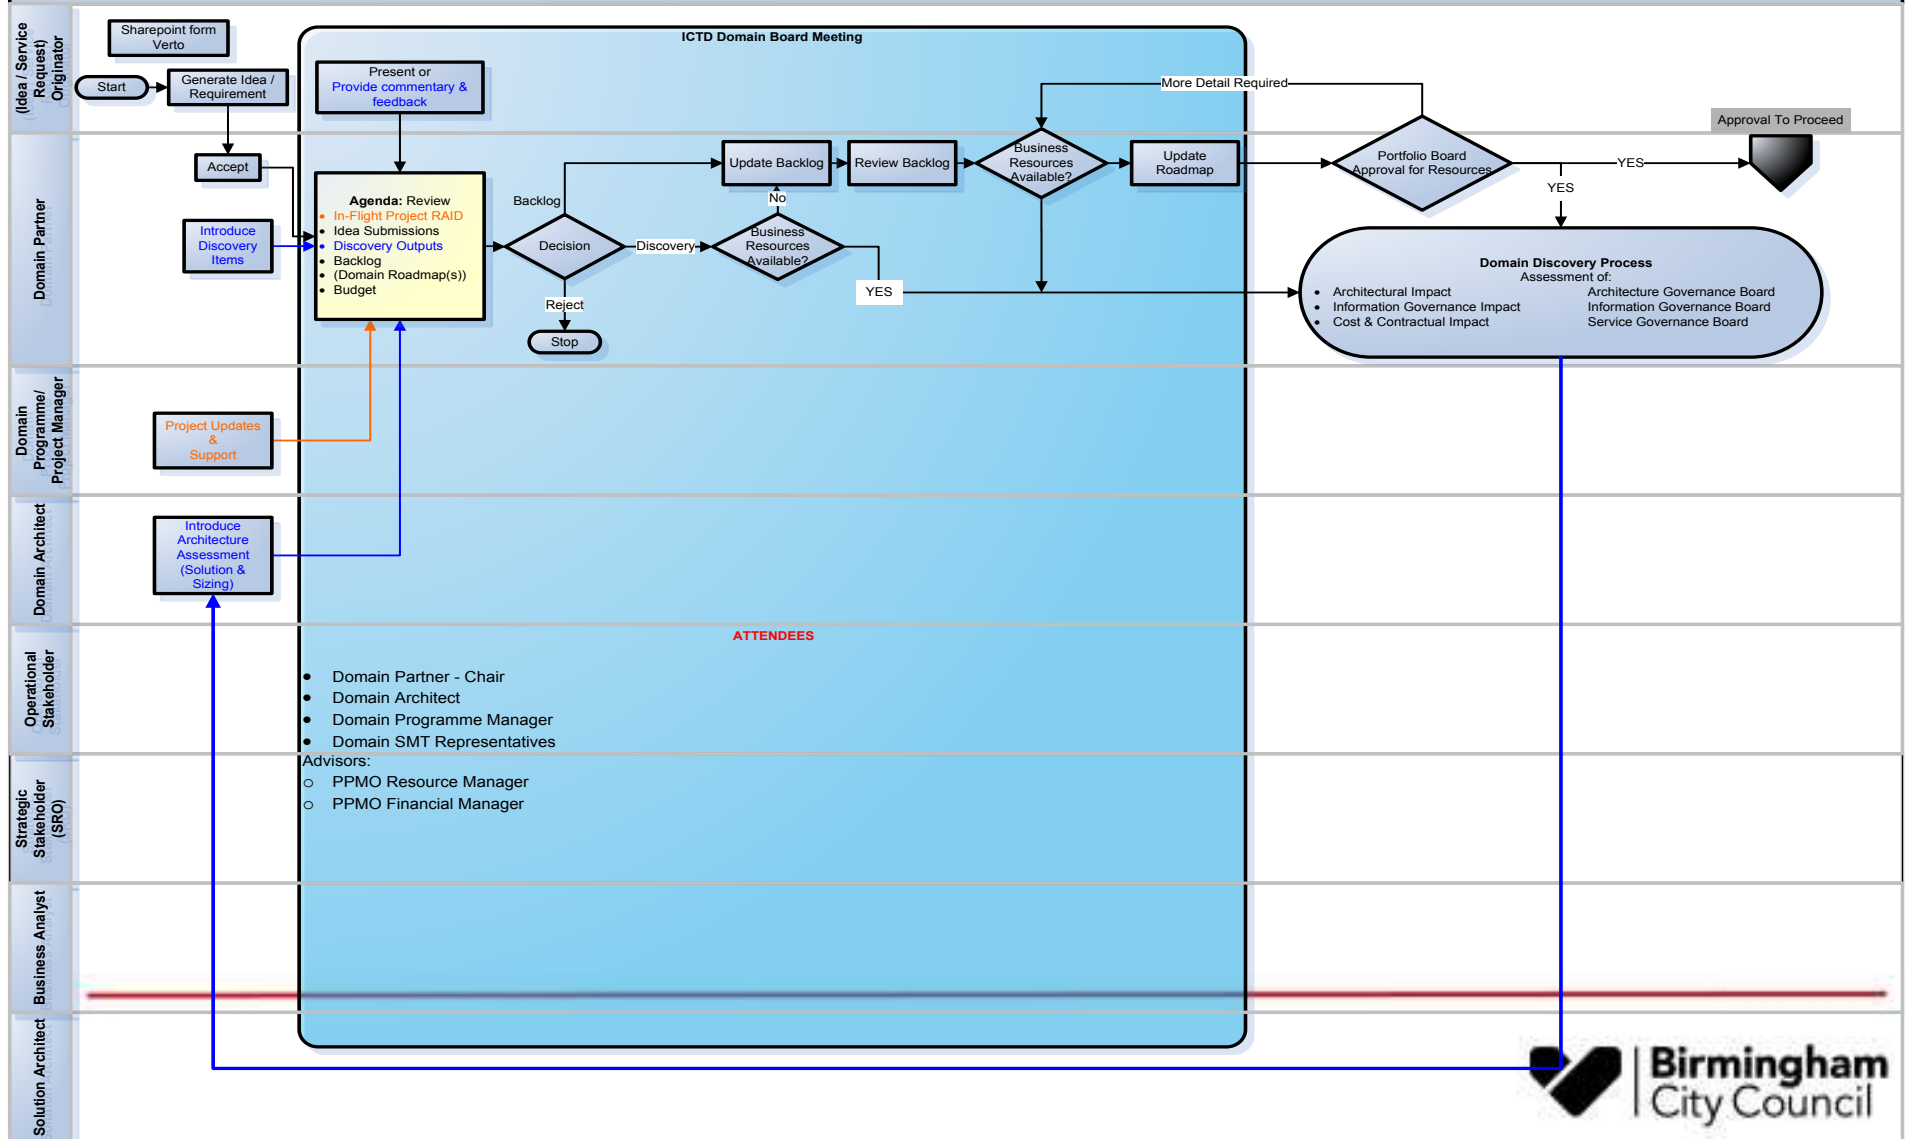 (Idea / Service
Request)
Originator
Sharepoint form
Verto
Start
Generate Idea /
Requirement
ICTD Domain Board Meeting
Present or
Provide commentary &
feedback
More Detail Required
Approval To Proceed
Domain Partner
Accept
Introduce
Discovery
Items
Agenda: Review
• In-Flight Project RAID
• Idea Submissions
• Discovery Outputs
• Backlog
• (Domain Roadmap(s))
• Budget
Backlog
Decision
Discovery
Reject
Stop
Update Backlog
No
Business
Resources
Available?
YES
Review Backlog
Business
Resources
Available?
Update
Roadmap
Portfolio Board
Approval for Resources
YES
YES
Domain Discovery Process
Assessment of:
• Architectural Impact Architecture Governance Board
• Information Governance Impact Information Governance Board
• Cost & Contractual Impact Service Governance Board
Domain
Programme/
Project Manager
Project Updates
&
Support
Domain Architect
Introduce
Architecture
Assessment
(Solution &
Sizing)
Operational
Stakeholder
ATTENDEES
• Domain Partner - Chair
• Domain Architect
• Domain Programme Manager
• Domain SMT Representatives
Strategic
Stakeholder
(SRO)
Advisors:
o PPMO Resource Manager
o PPMO Financial Manager
Business Analyst
Solution Architect
Birmingham
City Council